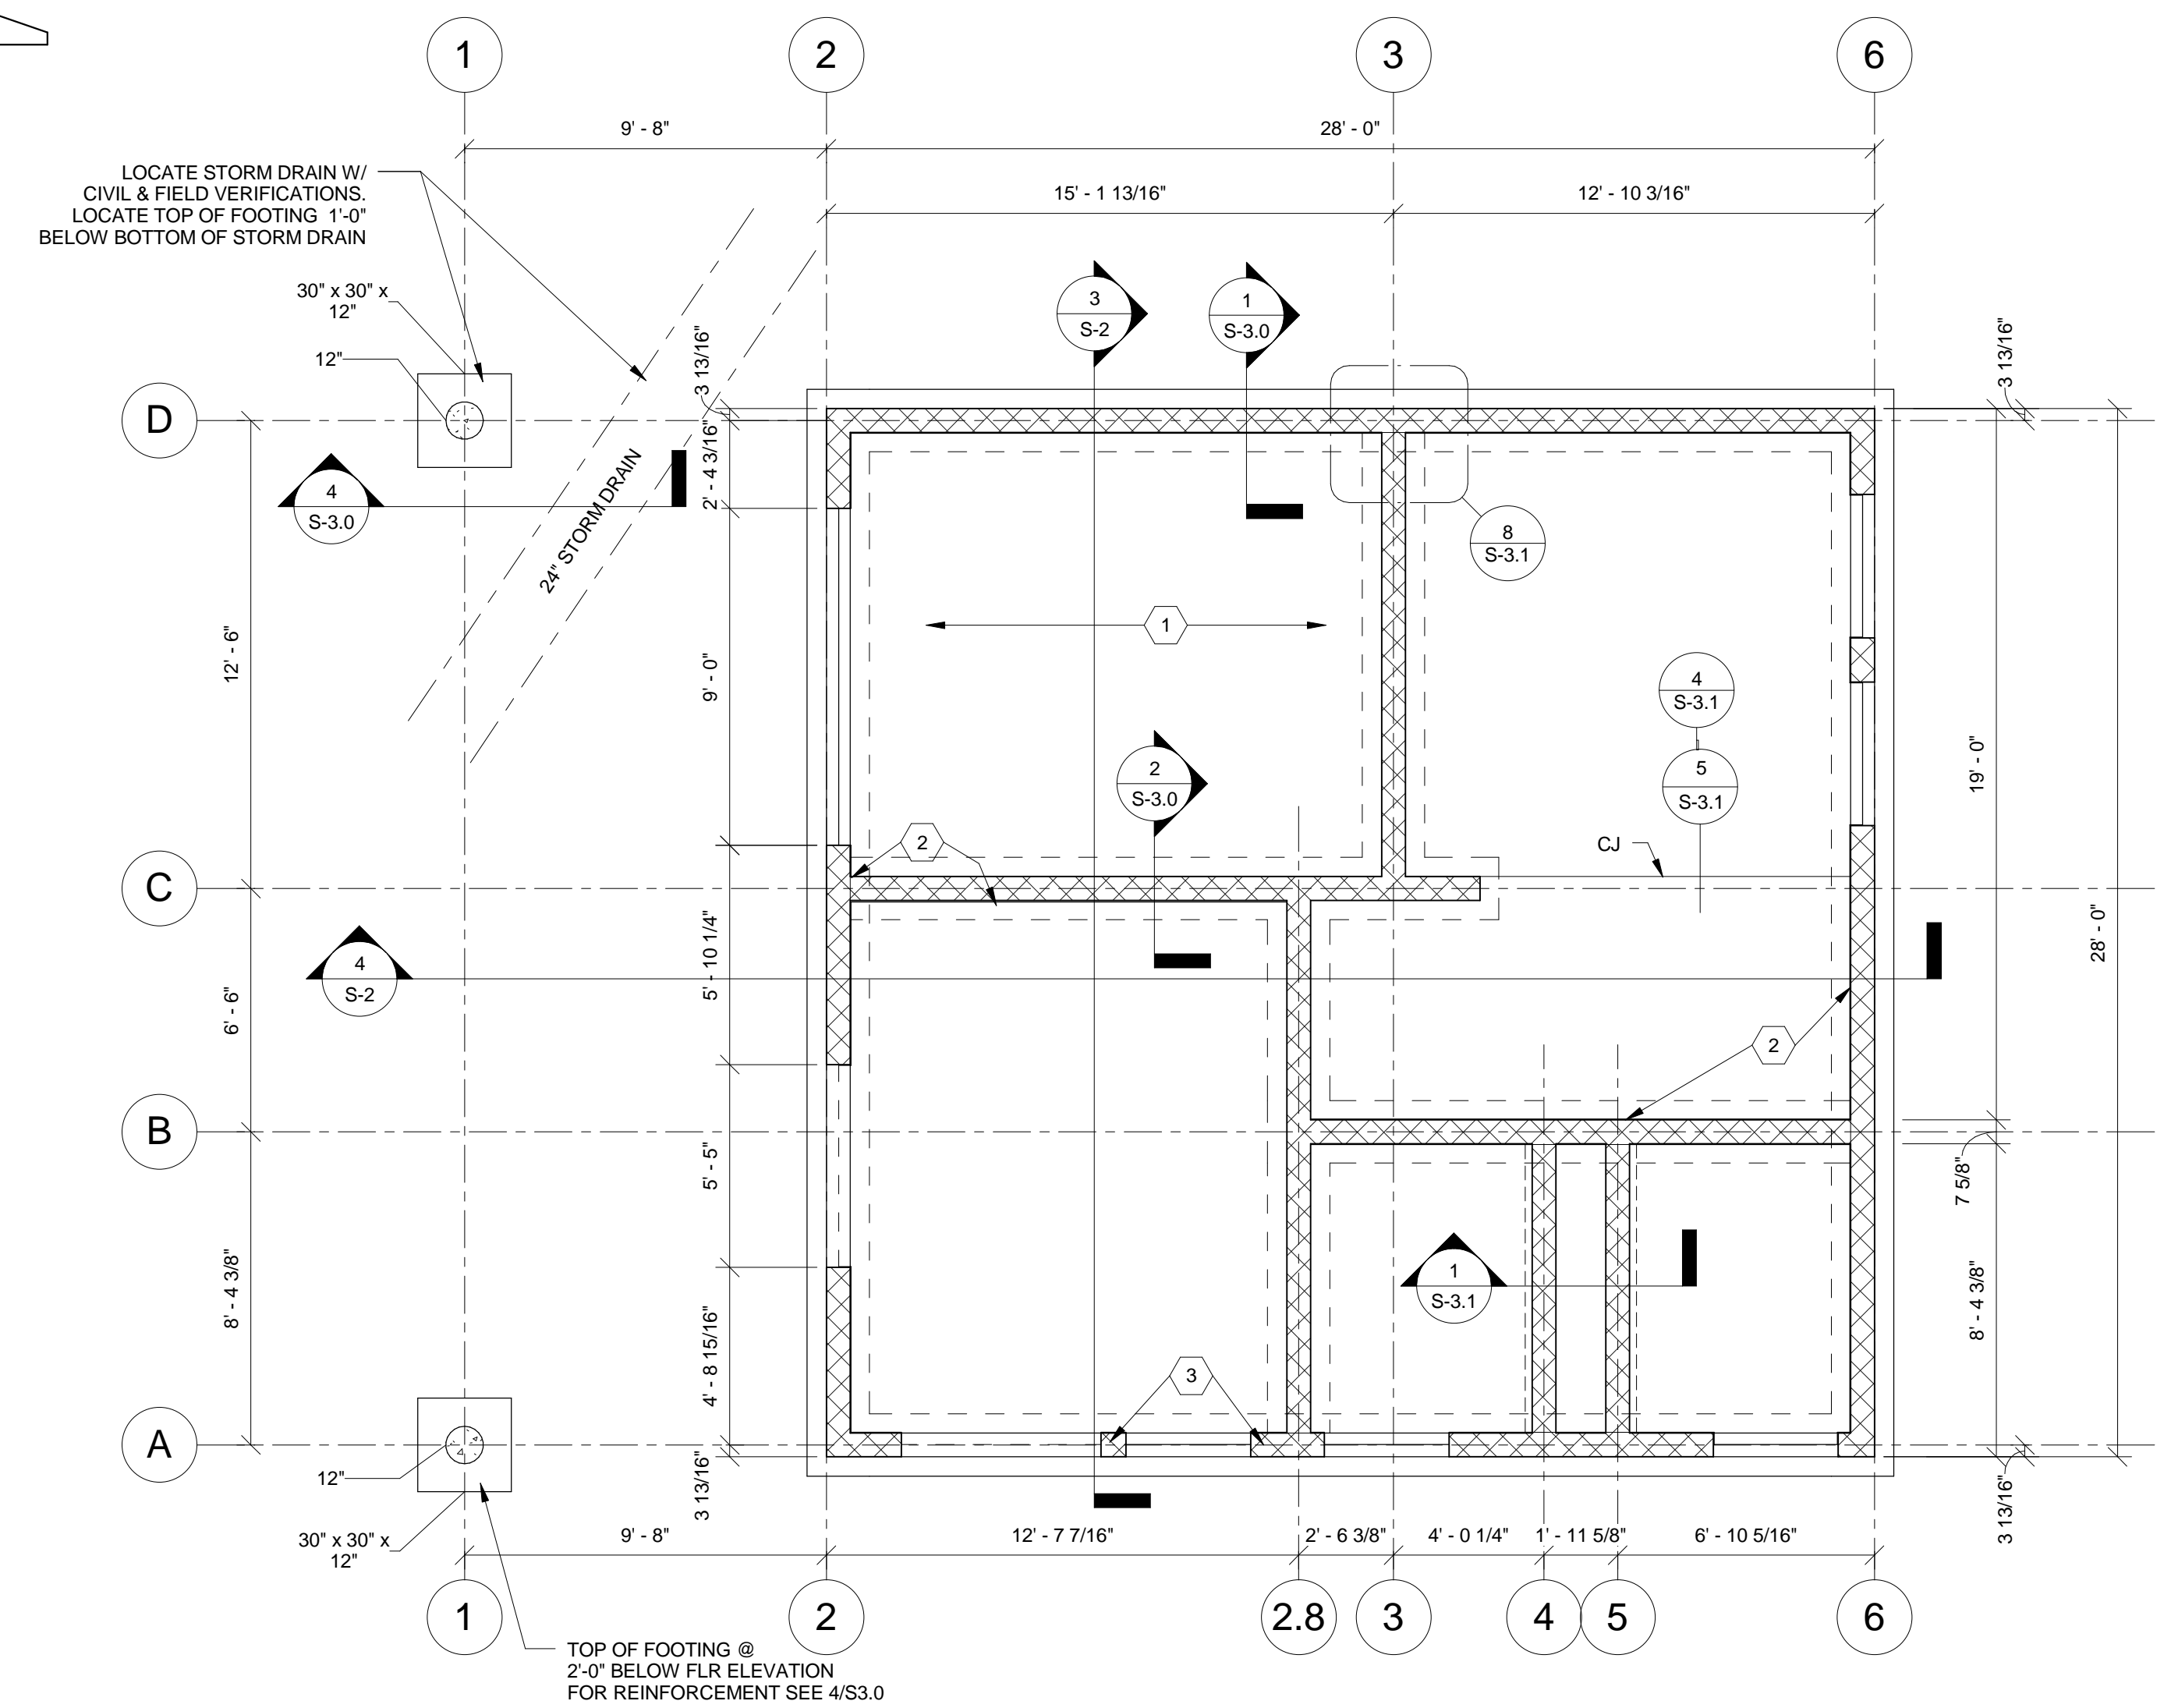 1
2
3
6
9' - 8"
28' - 0"
15' - 1 13/16"
12' - 10 3/16"
LOCATE STORM DRAIN W/
CIVIL & FIELD VERIFICATIONS.
LOCATE TOP OF FOOTING 1'-0"
BELOW BOTTOM OF STORM DRAIN
30" x 30" x
12"
12"
3
S-2
1
S-3.0
3 13/16"
3 13/16"
D
2' - 4 3/16"
4
S-3.0
24" STORM DRAIN
8
S-3.1
1
12' - 6"
9' - 0"
4
S-3.1
5
S-3.1
19' - 0"
2
S-3.0
2
CJ
C
28' - 0"
5' - 10 1/4"
4
S-2
6' - 6"
2
B
5' - 5"
7 5/8"
8' - 4 3/8"
8' - 4 3/8"
1
S-3.1
4' - 8 15/16"
3
A
12"
3 13/16"
3 13/16"
30" x 30" x
12"
9' - 8"
12' - 7 7/16"
2' - 6 3/8"
4' - 0 1/4"
1' - 11 5/8"
6' - 10 5/16"
1
2
2.8
3
4
5
6
TOP OF FOOTING @
2'-0" BELOW FLR ELEVATION
FOR REINFORCEMENT SEE 4/S3.0